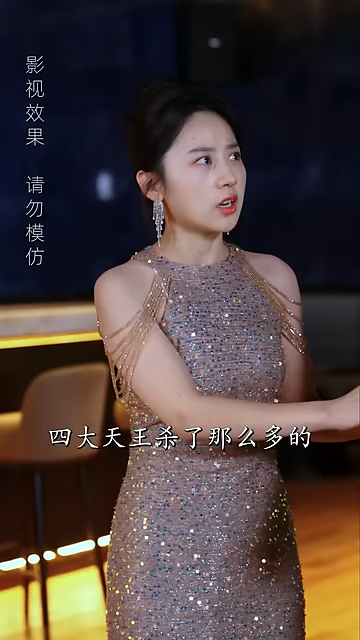 影视效果 请勿模仿
四大天王杀了那么多的